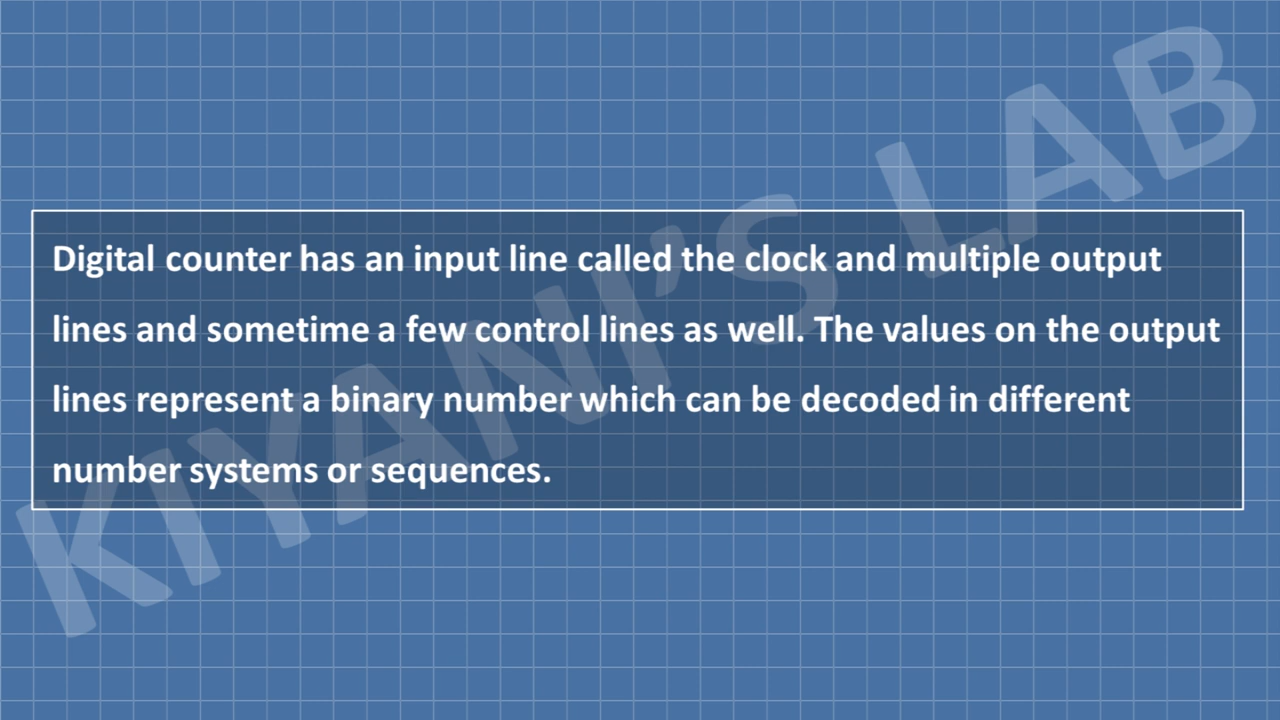 Digital counter has an input line called the clock and multiple output
lines and sometime a few control lines as well. The values on the output
lines represent a binary number which can be decoded in different
number systems or sequences.
KIYANI'S LAB